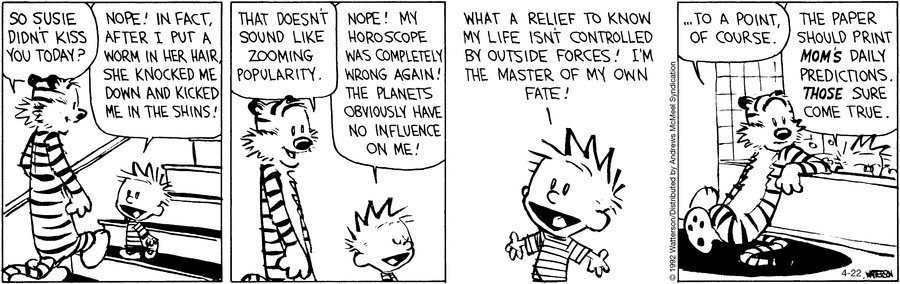 SO SUSIE
DIDN'T KISS
YOU TODAY?
NOPE! IN FACT,
AFTER I PUT A
WORM IN HER HAIR,
SHE KNOCKED ME
DOWN AND KICKED
ME IN THE SHINS!
THAT DOESN'T
SOUND LIKE
ZOOMING
POPULARITY.
NOPE! MY
HOROSCOPE
WAS COMPLETELY
WRONG AGAIN!
THE PLANETS
OBVIOUSLY HAVE
NO INFLUENCE
ON ME!
WHAT A RELIEF TO KNOW
MY LIFE ISN'T CONTROLLED
BY OUTSIDE FORCES! I'M
THE MASTER OF MY OWN
FATE!
© 1992 Watterson/Distributed by Andrews McMeel Syndication
...TO A POINT,
OF COURSE.
THE PAPER
SHOULD PRINT
MOM'S DAILY
PREDICTIONS.
THOSE SURE
COME TRUE.
4-22 WATTERSON